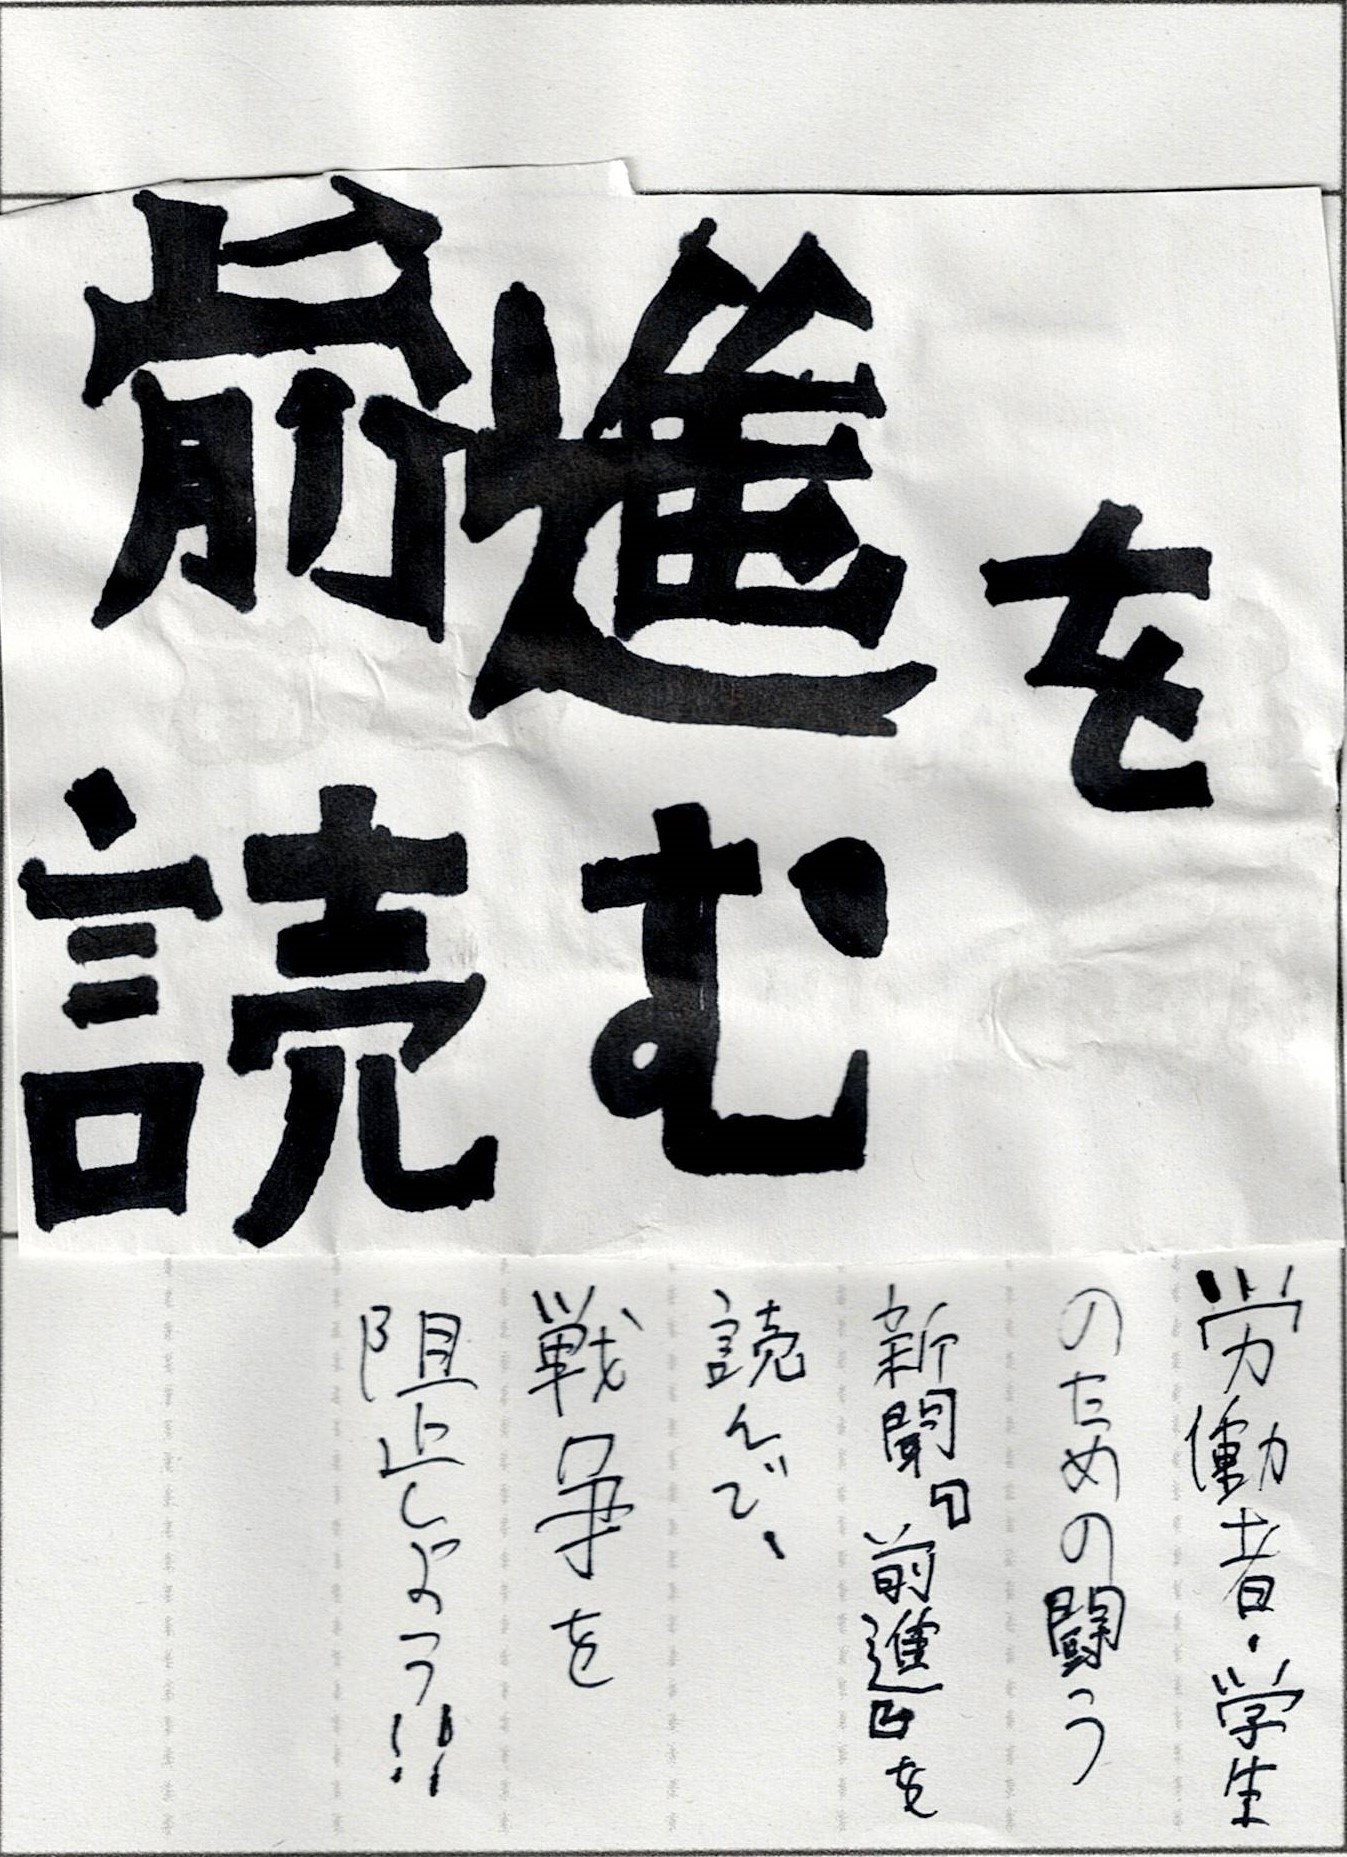 前進を
読む
労働者・学生
のための闘う
新聞『前進』を
読んで、
戦争を
阻止しよう!!